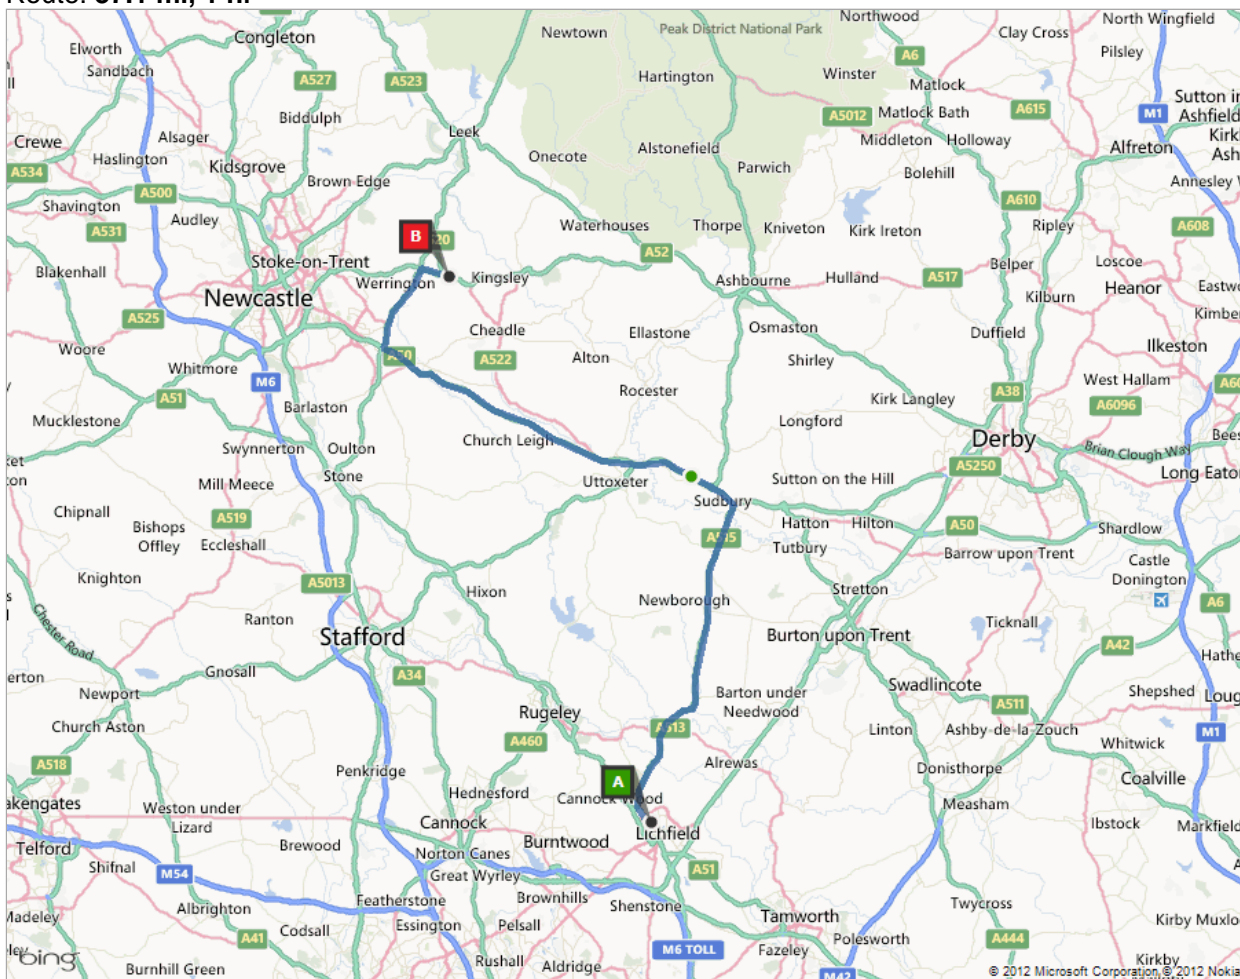 Congleton
Newtown
Peak District National Park
Northwood
North Wingfield
Elworth
Sandbach
A527
A523
Hartington
Winster
A6
Clay Cross
Pilsley
Matlock
Biddulph
A5012
Matlock Bath
A615
M1
Sutton in
Ashfield
Crewe
Alsager
Leek
Alstonefield
Middleton
Holloway
Alfreton
Haslington
Kidsgrove
Onecote
Parwich
Bolehill
A534
Brown Edge
A500
Shavington
Audley
A531
Waterhouses
Thorpe
Kniveton
Kirk Ireton
A610
Ripley
A608
B
A52
Blakenhall
Stoke-on-Trent
Werrington
Kingsley
Ashbourne
Hulland
A517
Belper
Loscoe
Heanor
Newcastle
Kilburn
A525
Cheadle
Ellastone
Osmaston
Duffield
Woore
A50
A522
Alton
Shirley
Ilkeston
Whitmore
M6
Rocester
A38
West Hallam
A51
Barlaston
Kirk Langley
A6096
Mucklestone
Longford
Swynnerton
Oulton
Church Leigh
Derby
Brian Clough Way
Stone
Mill Meece
Uttoxeter
Sutton on the Hill
A5250
Long Eaton
Chipnall
A519
Sudbury
Bishops
Offley
Eccleshall
Hatton
Hilton
A50
Shardlow
Tutbury
Barrow upon Trent
Castle
Donington
Knighton
A5013
Hixon
Newborough
Stretton
A6
Chester Road
Ranton
Stafford
Burton upon Trent
Ticknall
A42
Gnosall
A34
Newport
Barton under
Needwood
Swadlincote
A511
Shepshed
Church Aston
Rugeley
A513
Linton
Ashby-de-la-Zouch
M1
A460
Whitwick
A518
Penkridge
A
Alrewas
Donisthorpe
Coalville
Hednesford
Cannock Wood
Weston under
Lizard
Cannock
Measham
Lichfield
Ibstock
Telford
Brewood
Burntwood
Norton Canes
Shifnal
M54
Great Wyrley
A51
Albrighton
Featherstone
Brownhills
Shenstone
Twycross
Codsall
Essington
Pelsall
Tamworth
A41
M6 TOLL
Fazeley
Polesworth
A444
bing
Burnhill Green
Rushall
Aldridge
M42
Kirkby
© 2012 Microsoft Corporation © 2012 Nokia